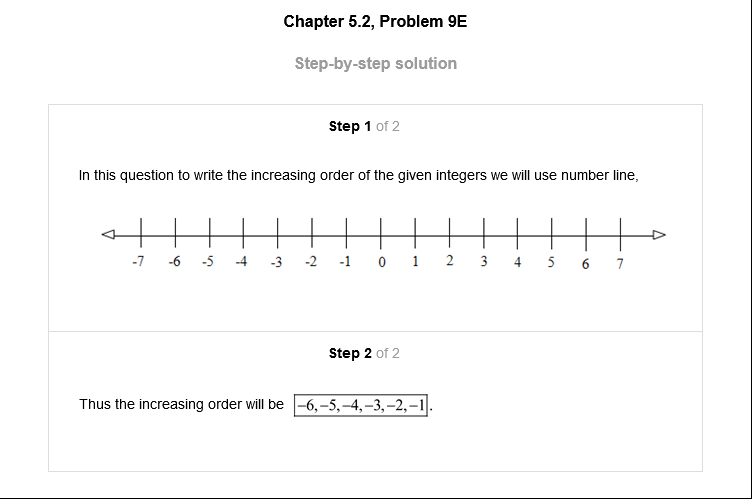 Chapter 5.2, Problem 9E
Step-by-step solution
Step 1 of 2
In this question to write the increasing order of the given integers we will use number line,
-7 -6 -5 -4 -3 -2 -1 0 1 2 3 4 5 6 7
Step 2 of 2
Thus the increasing order will be –6,–5,–4,–3,–2,–1.